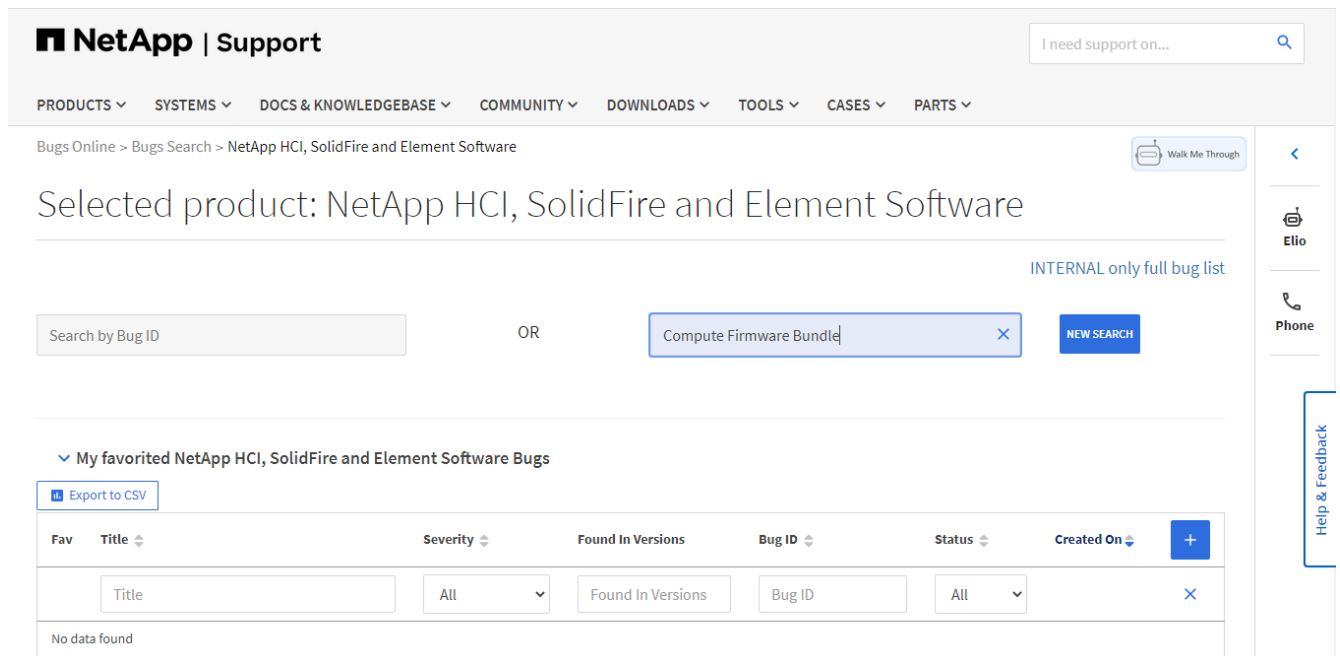 NetApp | Support
I need support on...
PRODUCTS SYSTEMS DOCS & KNOWLEDGEBASE COMMUNITY DOWNLOADS TOOLS CASES PARTS
Bugs Online > Bugs Search > NetApp HCI, SolidFire and Element Software
Walk Me Through
Selected product: NetApp HCI, SolidFire and Element Software
Elio
INTERNAL only full bug list
Phone
Search by Bug ID OR Compute Firmware Bundle NEW SEARCH
Help & Feedback
My favorited NetApp HCI, SolidFire and Element Software Bugs
Export to CSV
Fav Title Severity Found In Versions Bug ID Status Created On +
Title All Found In Versions Bug ID All
No data found